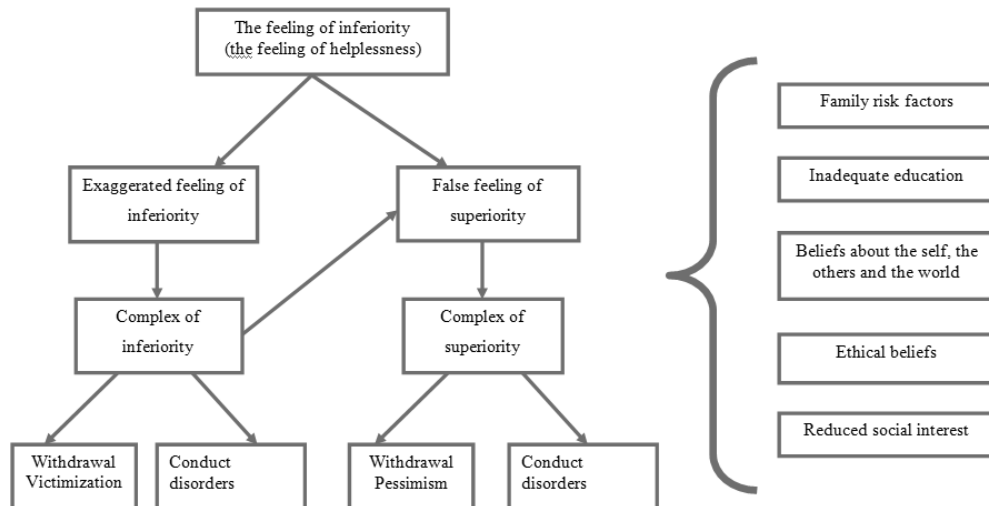 The feeling of inferiority
(the feeling of helplessness)
Exaggerated feeling of
inferiority
False feeling of
superiority
Complex of
inferiority
Complex of
superiority
Withdrawal
Victimization
Conduct
disorders
Withdrawal
Pessimism
Conduct
disorders
Family risk factors
Inadequate education
Beliefs about the self, the
others and the world
Ethical beliefs
Reduced social interest